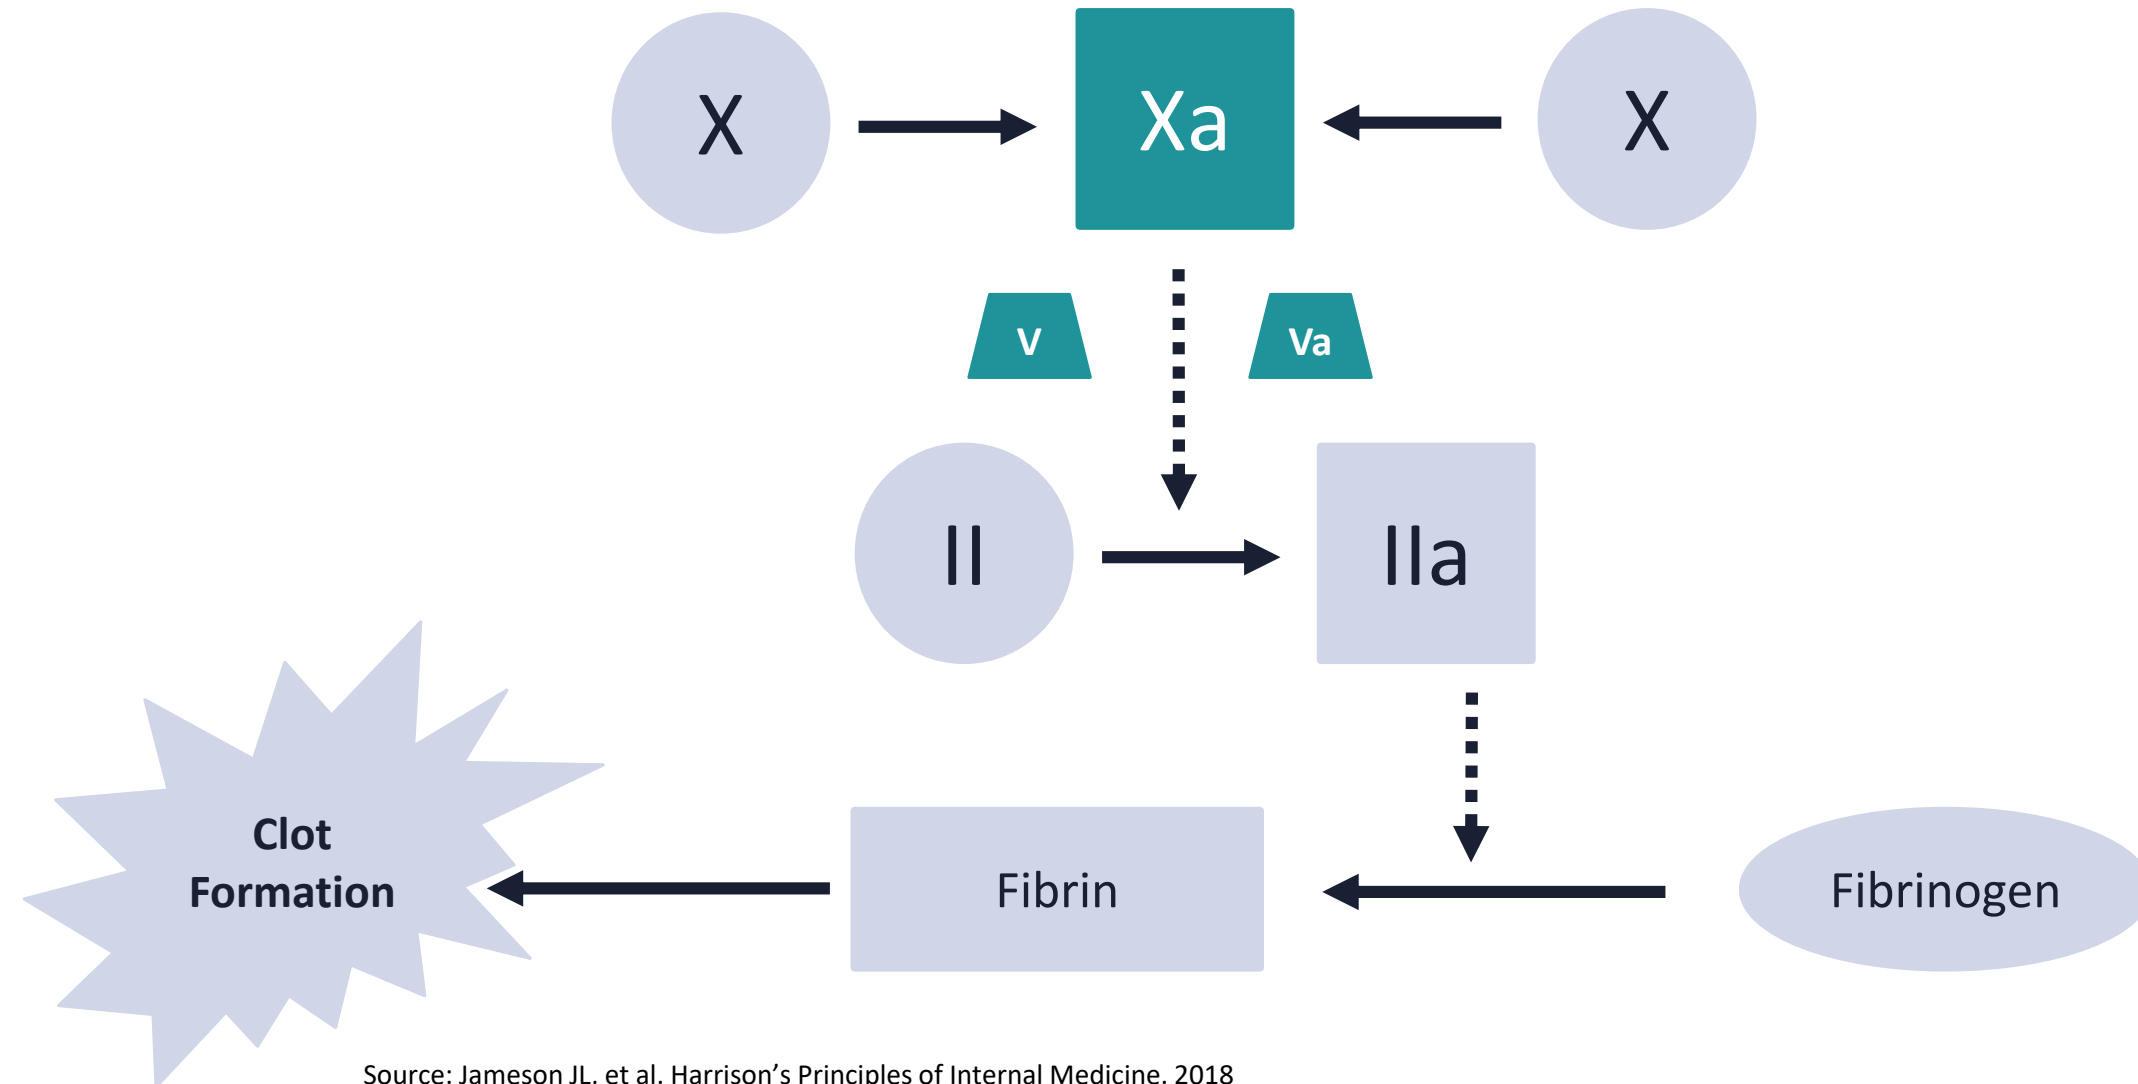 X
Xa
X
V
Va
II
IIa
Clot
Formation
Fibrin
Fibrinogen
Source: Jameson JL, et al. Harrison’s Principles of Internal Medicine. 2018